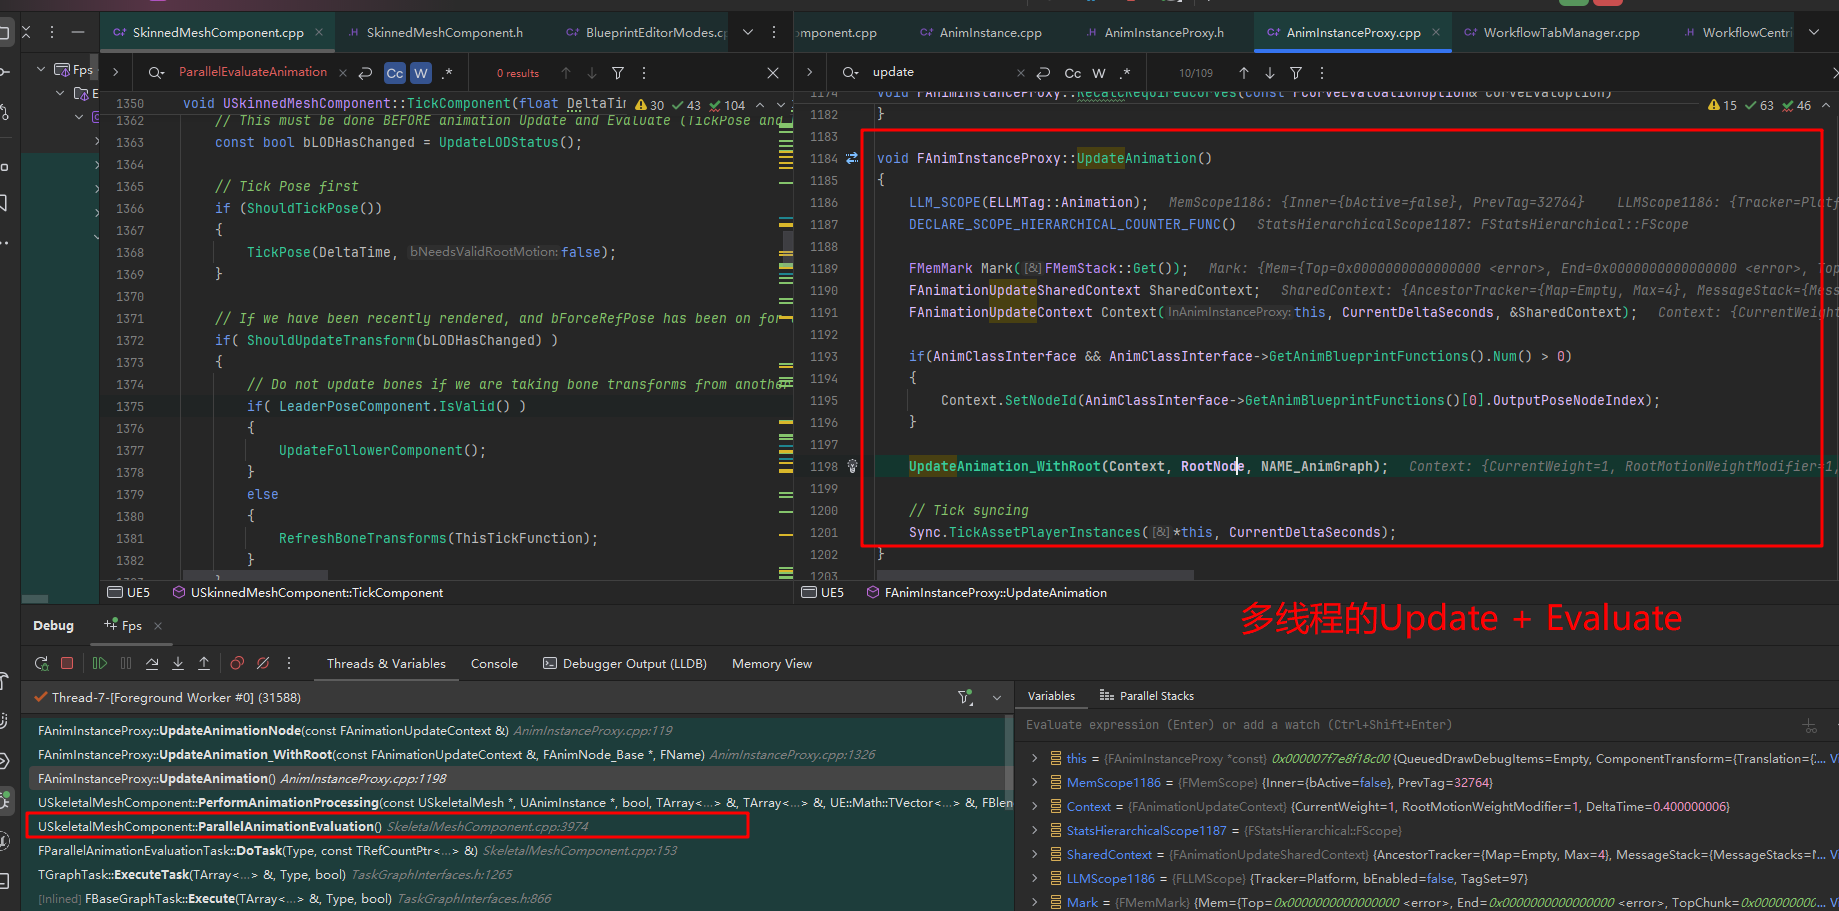 SkinnedMeshComponent.cpp
SkinnedMeshComponent.h
BlueprintEditorModes.c
omponent.cpp
AnimInstance.cpp
AnimInstanceProxy.h
AnimInstanceProxy.cpp
WorkflowTabManager.cpp
WorkflowCentri
Fps
ParallelEvaluateAnimation
Cc
W
.*
0 results
update
Cc
W
.*
10/109
1350 void USkinnedMeshComponent::TickComponent(float DeltaTi
30 43 104
1362 // This must be done BEFORE animation Update and Evaluate (TickPose and
1363 const bool bLODHasChanged = UpdateLODStatus();
1364
1365 // Tick Pose first
1366 if (ShouldTickPose())
1367 {
1368 TickPose(DeltaTime, bNeedsValidRootMotion: false);
1369 }
1370
1371 // If we have been recently rendered, and bForceRefPose has been on for
1372 if( ShouldUpdateTransform(bLODHasChanged) )
1373 {
1374 // Do not update bones if we are taking bone transforms from another
1375 if( LeaderPoseComponent.IsValid() )
1376 {
1377 UpdateFollowerComponent();
1378 }
1379 else
1380 {
1381 RefreshBoneTransforms(ThisTickFunction);
1382 }
UE5 USkinnedMeshComponent::TickComponent
1174 void FAnimInstanceProxy::RecalcRequiredCurves(const FCurveEvaluationOption& CurveEvalOption)
15 63 46
1182 }
1183
1184 void FAnimInstanceProxy::UpdateAnimation()
1185 {
1186 LLM_SCOPE(ELLMTag::Animation); MemScope1186: {Inner={bActive=false}, PrevTag=32764} LLMScope1186: {Tracker=Platf
1187 DECLARE_SCOPE_HIERARCHICAL_COUNTER_FUNC() StatsHierarchicalScope1187: FStatsHierarchical::FScope
1188
1189 FMemMark Mark([&] FMemStack::Get()); Mark: {Mem={Top=0x0000000000000000 <error>, End=0x0000000000000000 <error>, Top
1190 FAnimationUpdateSharedContext SharedContext; SharedContext: {AncestorTracker={Map=Empty, Max=4}, MessageStack={Mess
1191 FAnimationUpdateContext Context(InAnimInstanceProxy: this, CurrentDeltaSeconds, &SharedContext); Context: {CurrentWeight
1192
1193 if(AnimClassInterface && AnimClassInterface->GetAnimBlueprintFunctions().Num() > 0)
1194 {
1195 Context.SetNodeId(AnimClassInterface->GetAnimBlueprintFunctions()[0].OutputPoseNodeIndex);
1196 }
1197
1198 UpdateAnimation_WithRoot(Context, RootNode, NAME_AnimGraph); Context: {CurrentWeight=1, RootMotionWeightModifier=1,
1199
1200 // Tick syncing
1201 Sync.TickAssetPlayerInstances([&] *this, CurrentDeltaSeconds);
1202 }
1203
UE5 FAnimInstanceProxy::UpdateAnimation
多线程的Update + Evaluate
Debug Fps
Threads & Variables Console Debugger Output (LLDB) Memory View
Thread-7-[Foreground Worker #0] (31588)
FAnimInstanceProxy::UpdateAnimationNode(const FAnimationUpdateContext &) AnimInstanceProxy.cpp:119
FAnimInstanceProxy::UpdateAnimation_WithRoot(const FAnimationUpdateContext &, FAnimNode_Base *, FName) AnimInstanceProxy.cpp:1326
FAnimInstanceProxy::UpdateAnimation() AnimInstanceProxy.cpp:1198
USkeletalMeshComponent::PerformAnimationProcessing(const USkeletalMesh *, UAnimInstance *, bool, TArray<...> &, TArray<...> &, UE::Math::TVector<...> &, FBlen
USkeletalMeshComponent::ParallelAnimationEvaluation() SkeletalMeshComponent.cpp:3974
FParallelAnimationEvaluationTask::DoTask(Type, const TRefCountPtr<...> &) SkeletalMeshComponent.cpp:153
TGraphTask::ExecuteTask(TArray<...> &, Type, bool) TaskGraphInterfaces.h:1265
[Inlined] FBaseGraphTask::Execute(TArray<...> &, Type, bool) TaskGraphInterfaces.h:866
Variables Parallel Stacks
Evaluate expression (Enter) or add a watch (Ctrl+Shift+Enter)
this = {FAnimInstanceProxy *const} 0x000007f7e8f18c00 {QueuedDrawDebugItems=Empty, ComponentTransform={Translation={... Vi
MemScope1186 = {FMemScope} {Inner={bActive=false}, PrevTag=32764}
Context = {FAnimationUpdateContext} {CurrentWeight=1, RootMotionWeightModifier=1, DeltaTime=0.400000006}
StatsHierarchicalScope1187 = {FStatsHierarchical::FScope}
SharedContext = {FAnimationUpdateSharedContext} {AncestorTracker={Map=Empty, Max=4}, MessageStack={MessageStacks=... Vi
LLMScope1186 = {FLLMScope} {Tracker=Platform, bEnabled=false, TagSet=97}
Mark = {FMemMark} {Mem={Top=0x0000000000000000 <error>, End=0x0000000000000000 <error>, TopChunk=0x000000000... Vi